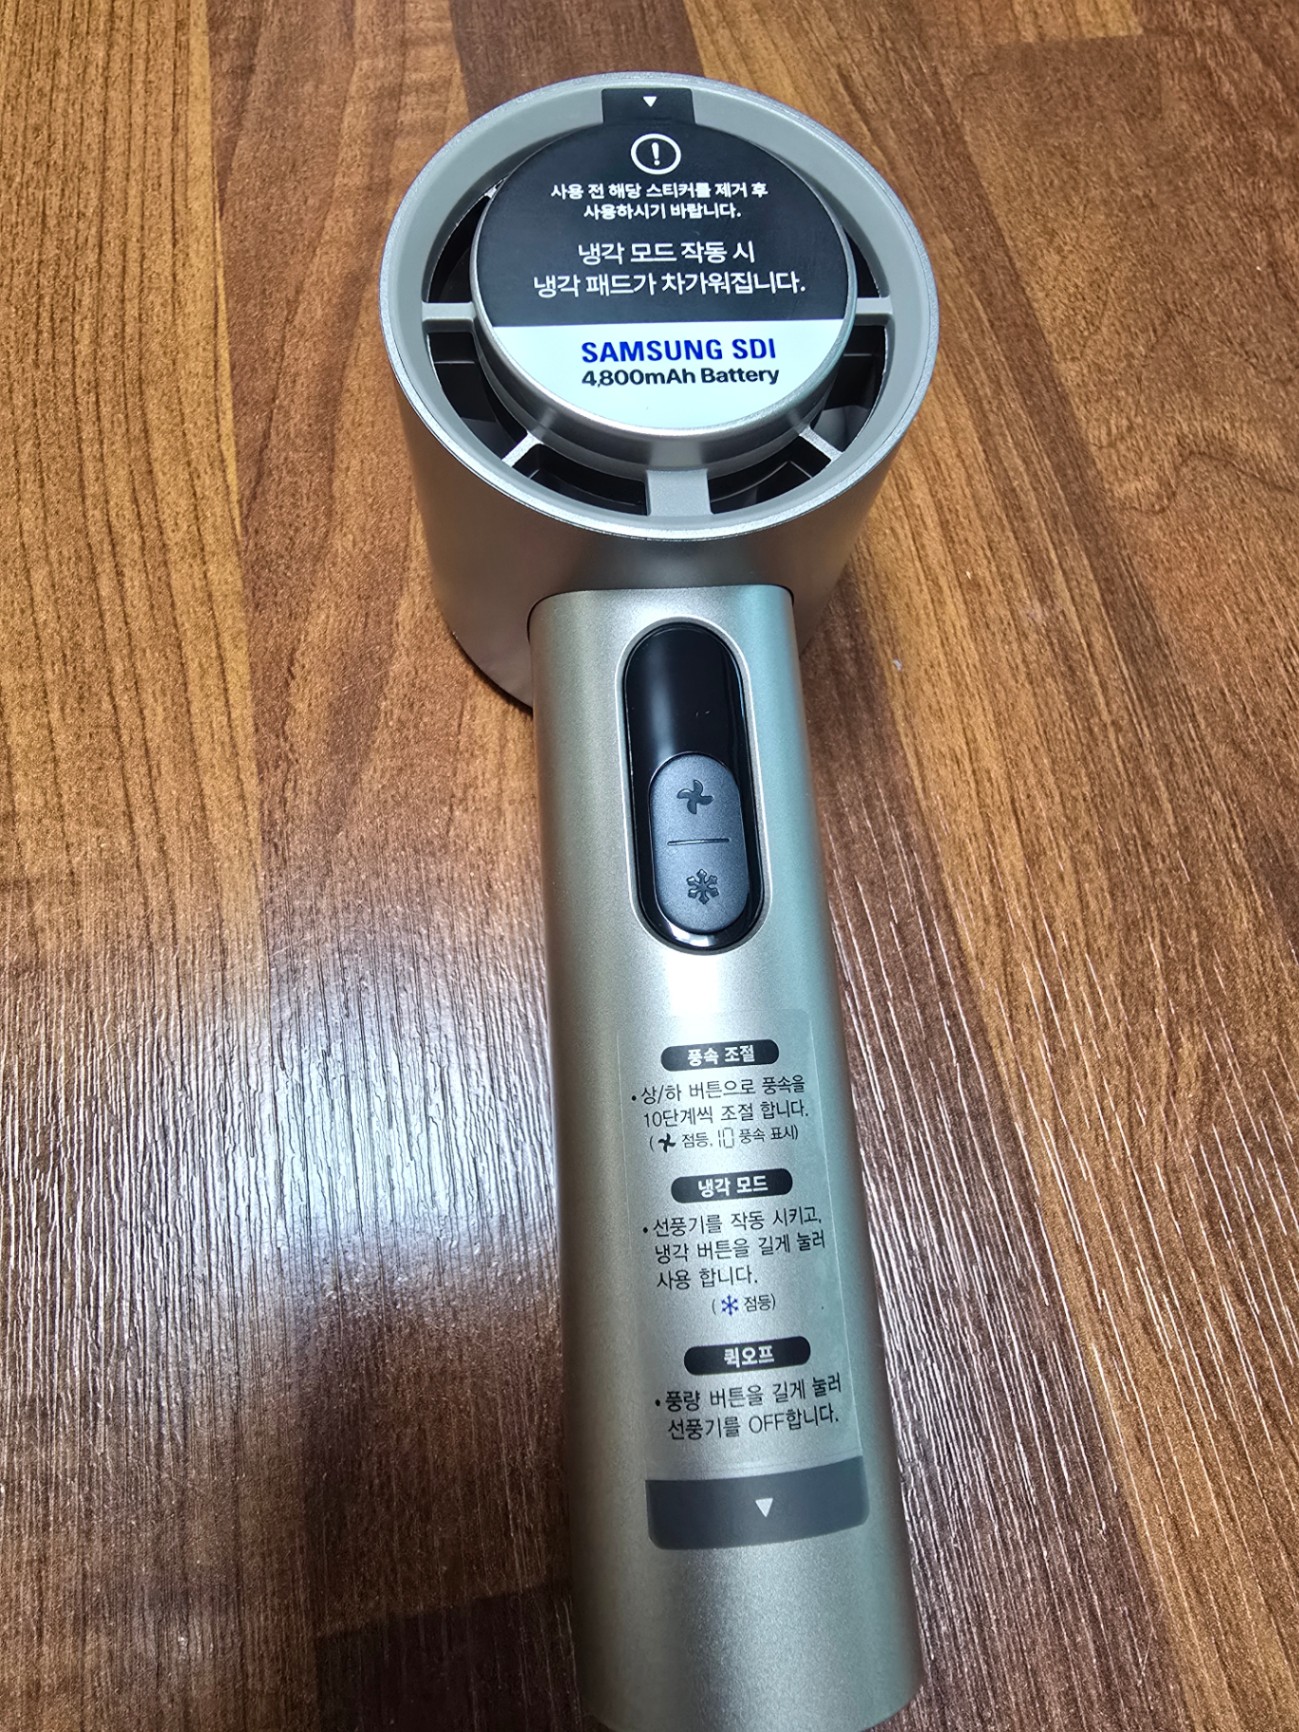 사용 전 해당 스티커를 제거 후
사용하시기 바랍니다.
냉각 모드 작동 시
냉각 패드가 차가워집니다.
SAMSUNG SDI
4,800mAh Battery
풍속 조절
• 상/하 버튼으로 풍속을
10단계씩 조절 합니다.
( 점등, 10 풍속 표시)
냉각 모드
• 선풍기를 작동 시키고,
냉각 버튼을 길게 눌러
사용 합니다.
( 점등)
퀵오프
• 풍량 버튼을 길게 눌러
선풍기를 OFF합니다.